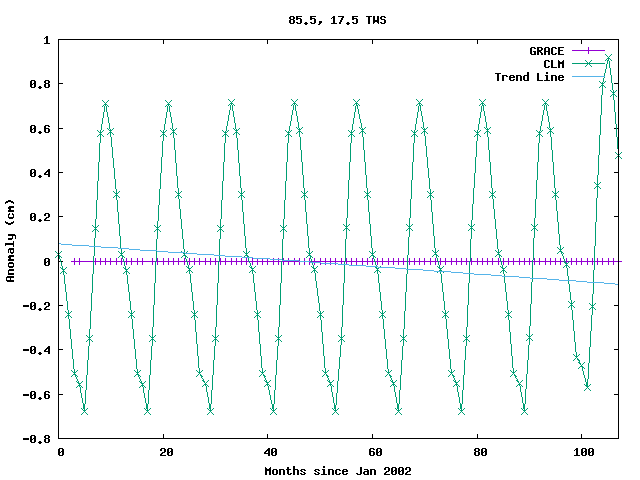 85.5, 17.5 TWS
GRACE
CLM
Trend Line
1
0.8
0.6
0.4
0.2
0
-0.2
-0.4
-0.6
-0.8
Anomaly (cm)
0 20 40 60 80 100
Months since Jan 2002